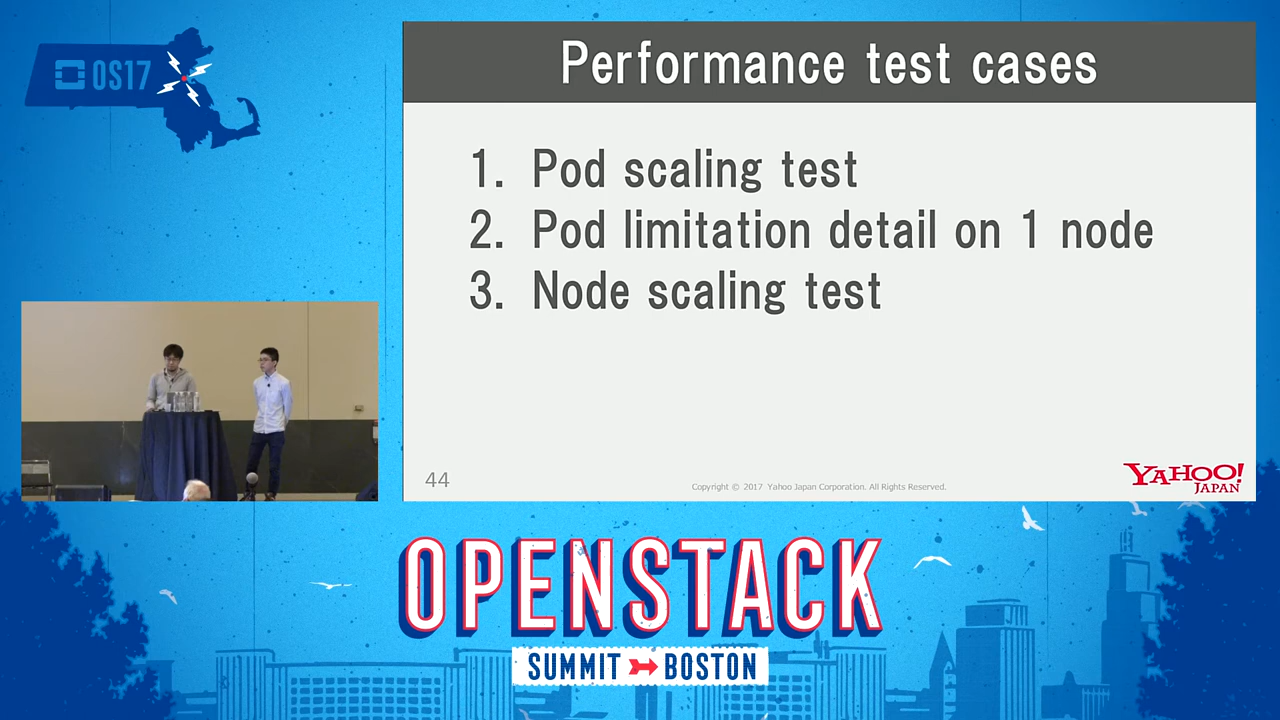 OS17
Performance test cases
1. Pod scaling test
2. Pod limitation detail on 1 node
3. Node scaling test
44
Copyright © 2017 Yahoo Japan Corporation. All Rights Reserved.
YAHOO!
JAPAN
OPENSTACK
SUMMIT BOSTON